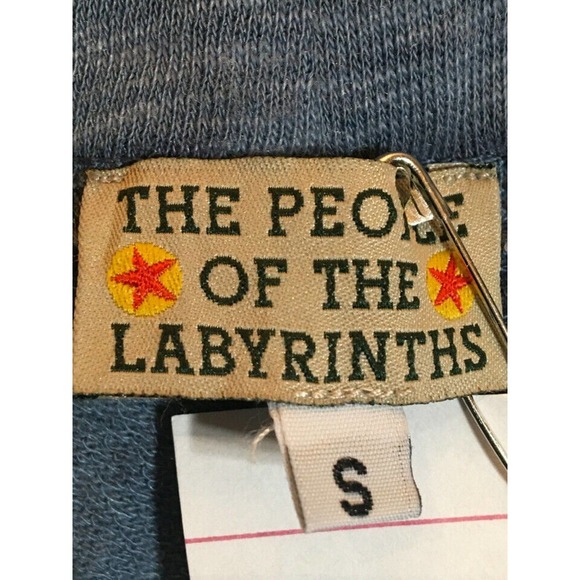 THE PEOPLE
OF THE
LABYRINTHS
S